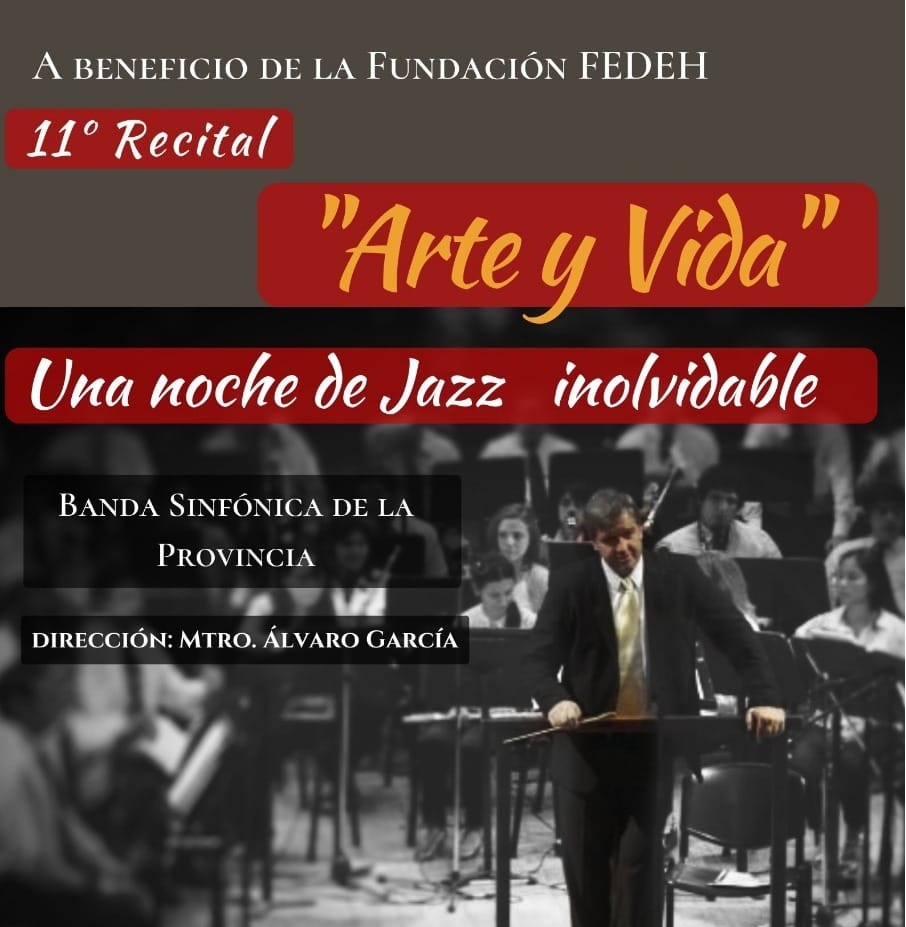 A beneficio de la Fundación FEDEH
11° Recital
"Arte y Vida"
Una noche de Jazz inolvidable
Banda Sinfónica de la
Provincia
dirección: Mtro. Álvaro García